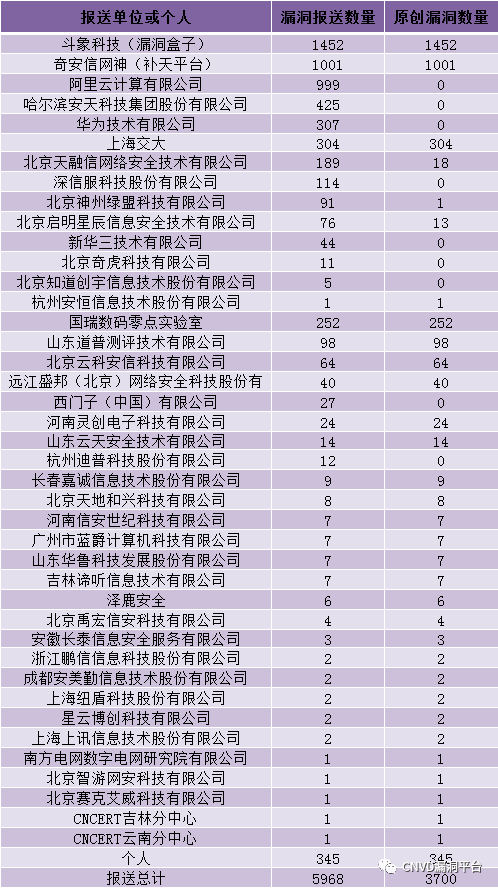 报送单位或个人 漏洞报送数量 原创漏洞数量
斗象科技（漏洞盒子） 1452 1452
奇安信网神（补天平台） 1001 1001
阿里云计算有限公司 999 0
哈尔滨安天科技集团股份有限公司 425 0
华为技术有限公司 307 0
上海交大 304 304
北京天融信网络安全技术有限公司 189 18
深信服科技股份有限公司 114 0
北京神州绿盟科技有限公司 91 1
北京启明星辰信息安全技术有限公司 76 13
新华三技术有限公司 44 0
北京奇虎科技有限公司 11 0
北京知道创宇信息技术股份有限公司 5 0
杭州安恒信息技术股份有限公司 1 1
国瑞数码零点实验室 252 252
山东道普测评技术有限公司 98 98
北京云科安信科技有限公司 64 64
远江盛邦（北京）网络安全科技股份有 40 40
西门子（中国）有限公司 27 0
河南灵创电子科技有限公司 24 24
山东云天安全技术有限公司 14 14
杭州迪普科技股份有限公司 12 0
长春嘉诚信息技术股份有限公司 9 9
北京天地和兴科技有限公司 8 8
河南信安世纪科技有限公司 7 7
广州市蓝爵计算机科技有限公司 7 7
山东华鲁科技发展股份有限公司 7 7
吉林谛听信息技术有限公司 7 7
泽鹿安全 6 6
北京禹宏信安科技有限公司 4 4
安徽长泰信息安全服务有限公司 3 3
浙江鹏信信息科技股份有限公司 2 2
成都安美勤信息技术股份有限公司 2 2
上海纽盾科技股份有限公司 2 2
星云博创科技有限公司 2 2
上海上讯信息技术股份有限公司 2 2
南方电网数字电网研究院有限公司 1 1
北京智游网安科技有限公司 1 1
北京赛克艾威科技有限公司 1 1
CNCERT吉林分中心 1 1
CNCERT云南分中心 1 1
个人 345 345
报送总计 5968 3700
CNVD漏洞平台